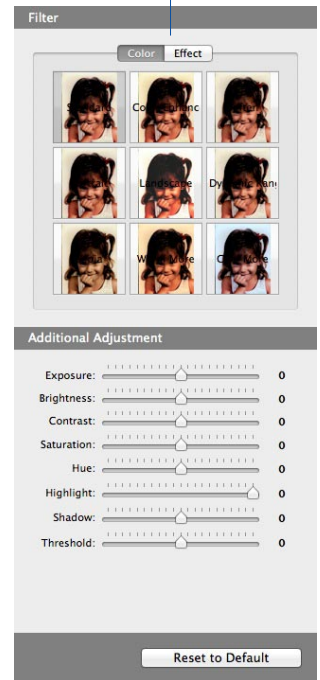 Filter
Color Effect
Landscape
Additional Adjustment
Exposure: 0
Brightness: 0
Contrast: 0
Saturation: 0
Hue: 0
Highlight: 0
Shadow: 0
Threshold: 0
Reset to Default